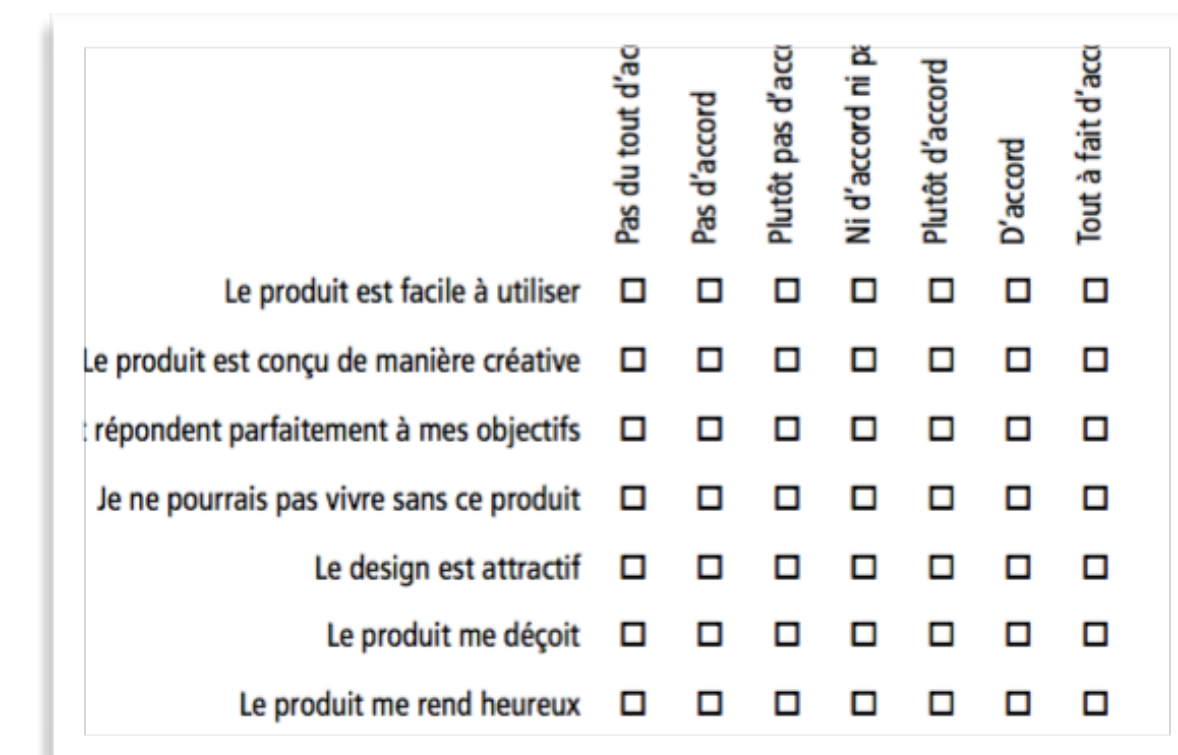 Pas du tout d'ac
Pas d'accord
Plutôt pas d'acc
Ni d'accord ni pa
Plutôt d'accord
D'accord
Tout à fait d'acc
Le produit est facile à utiliser
Le produit est conçu de manière créative
répondent parfaitement à mes objectifs
Je ne pourrais pas vivre sans ce produit
Le design est attractif
Le produit me déçoit
Le produit me rend heureux